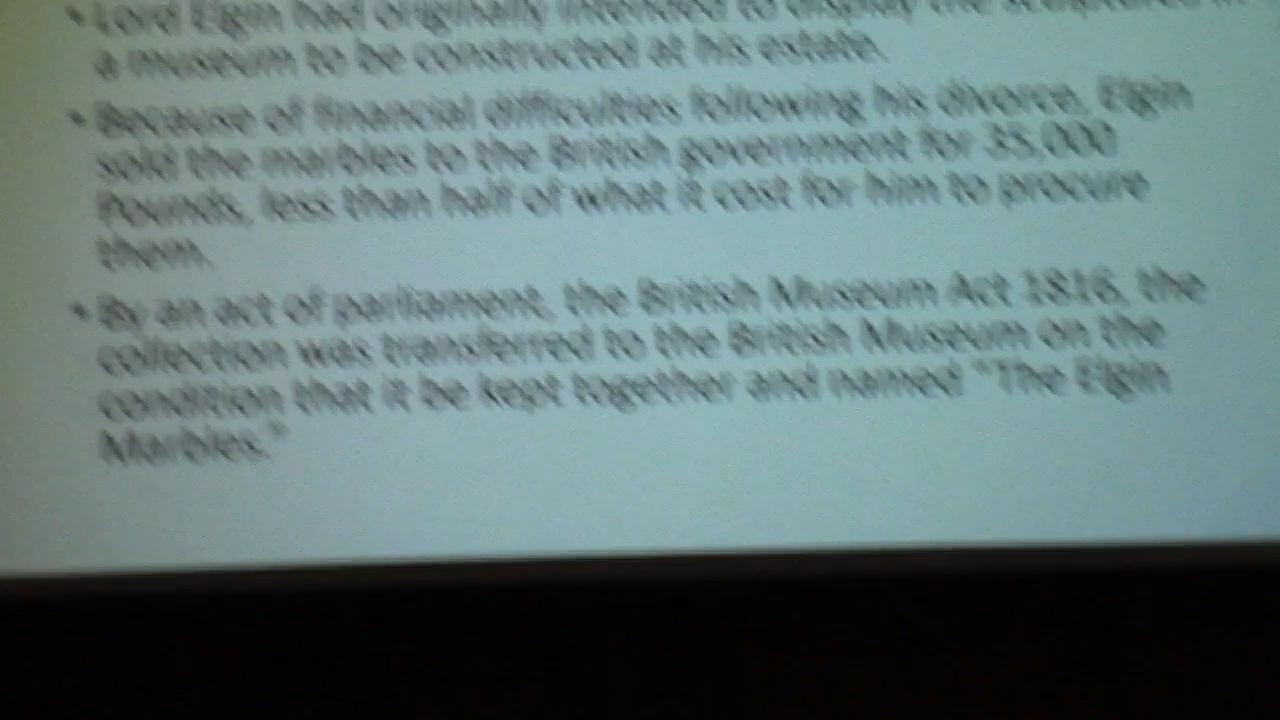 • Lord Elgin had originally intended to display the sculptures in
a museum to be constructed at his estate.
• Because of financial difficulties following his divorce, Elgin
sold the marbles to the British government for 35,000
Pounds, less than half of what it cost for him to procure
them.
• By an act of parliament, the British Museum Act 1816, the
collection was transferred to the British Museum on the
condition that it be kept together and named "The Elgin
Marbles."